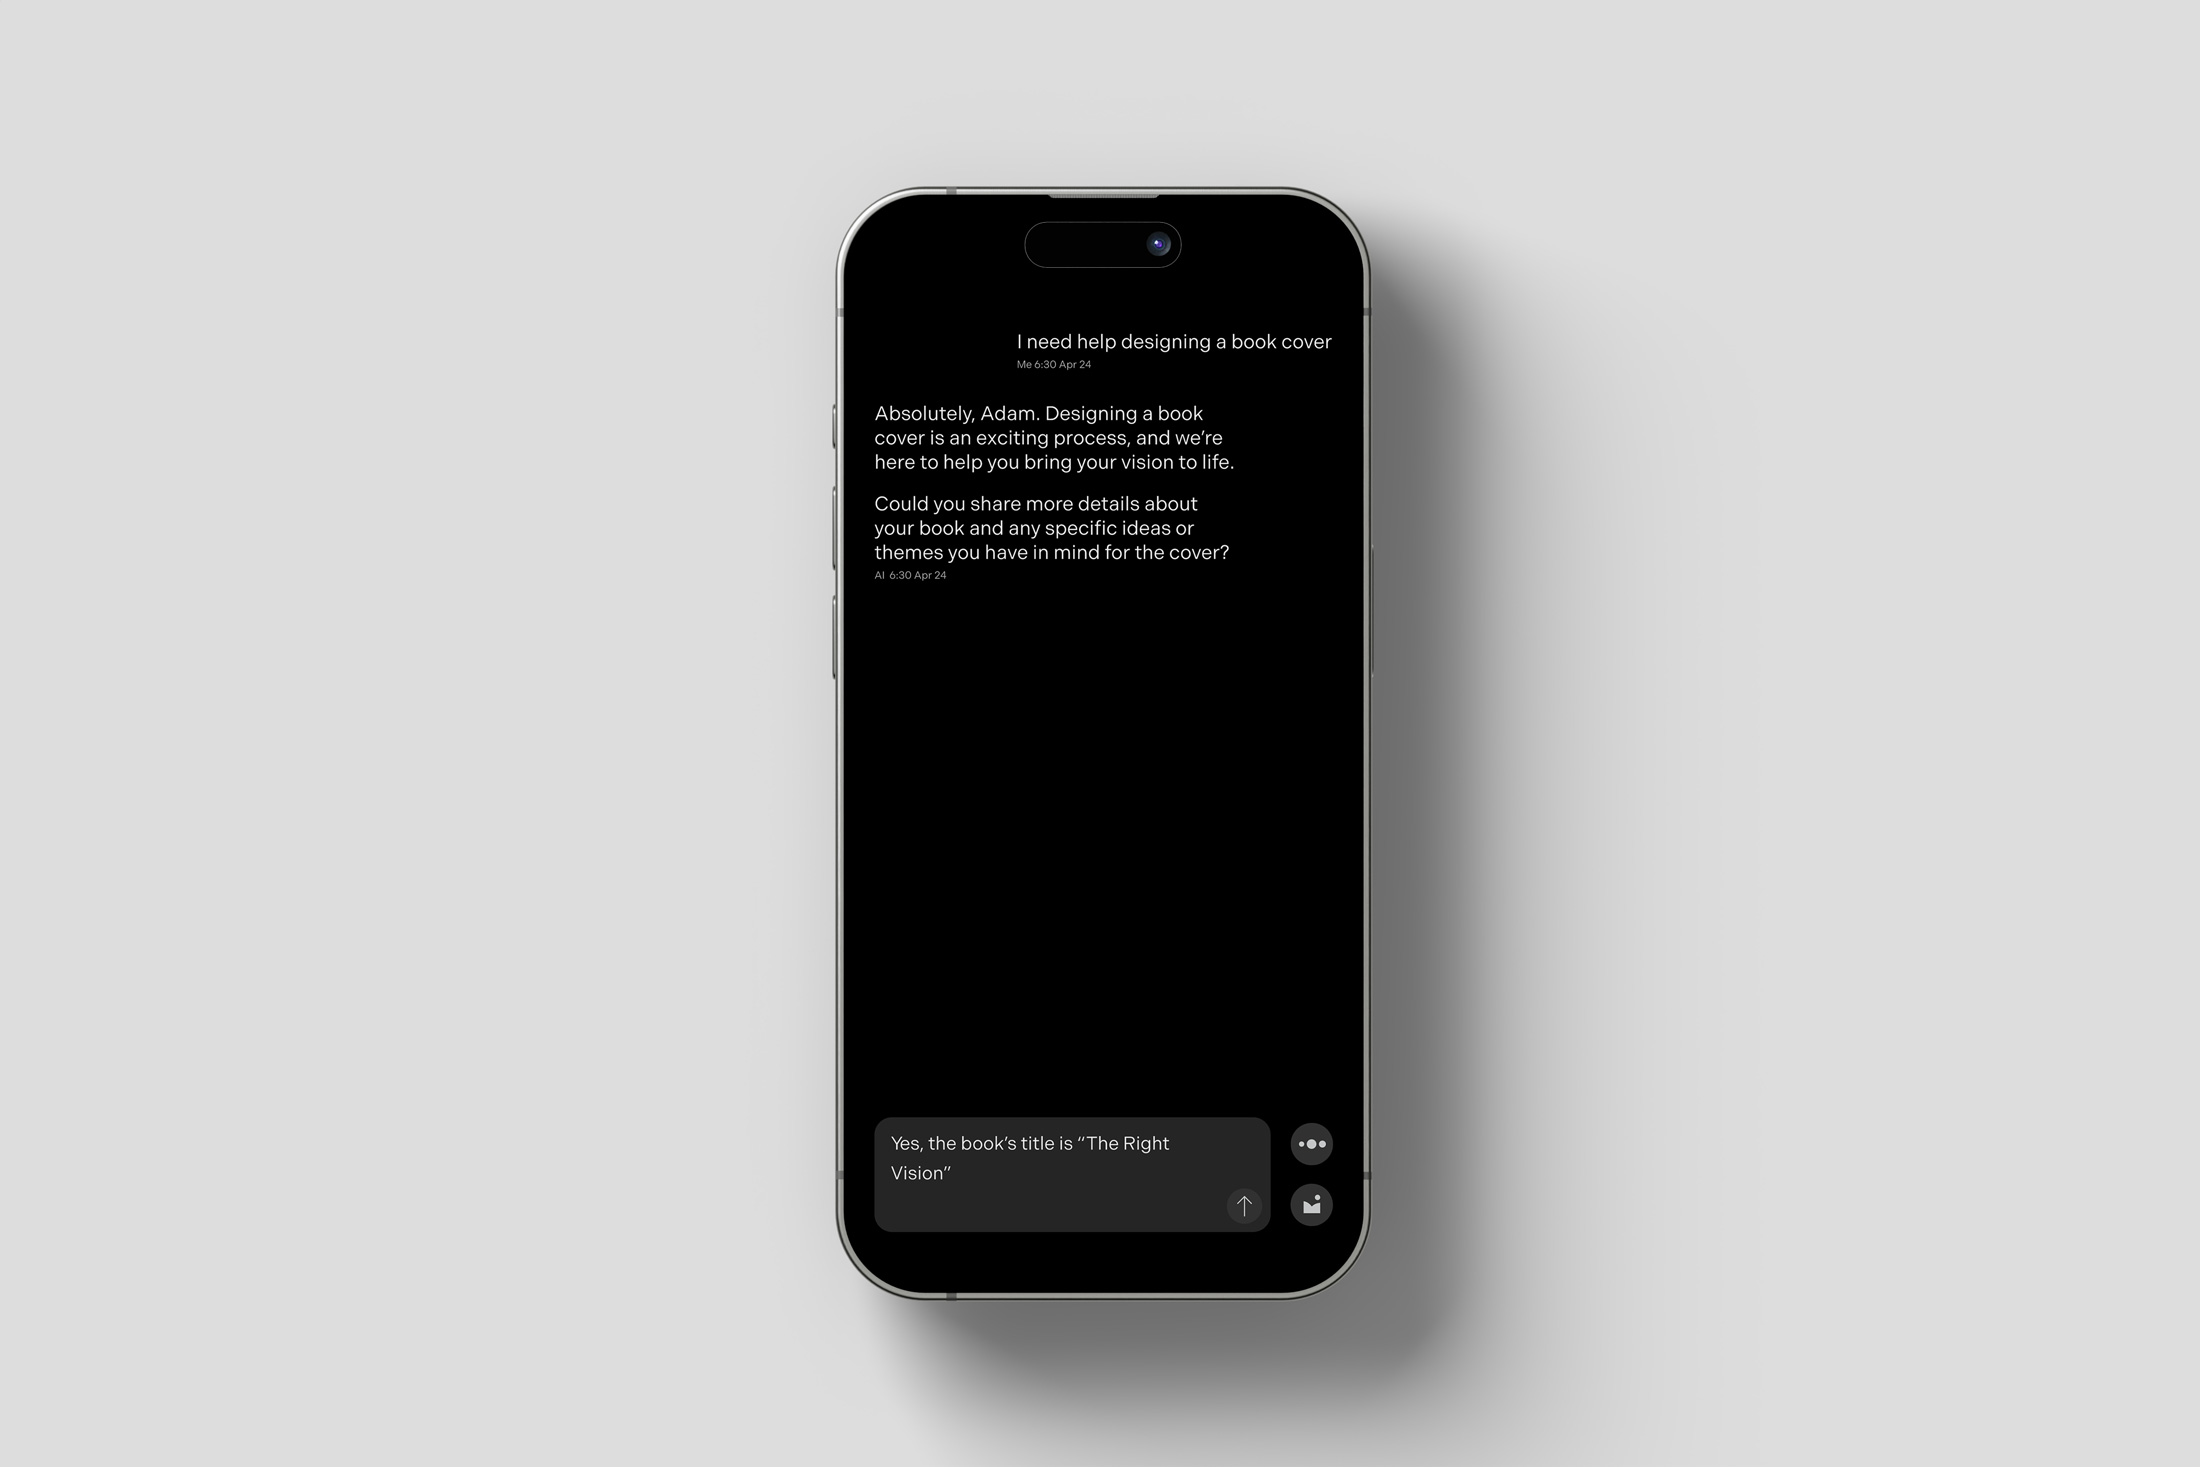 I need help designing a book cover
Me 6:30 Apr 24
Absolutely, Adam. Designing a book
cover is an exciting process, and we’re
here to help you bring your vision to life.
Could you share more details about
your book and any specific ideas or
themes you have in mind for the cover?
AI 6:30 Apr 24
Yes, the book’s title is “The Right
Vision”